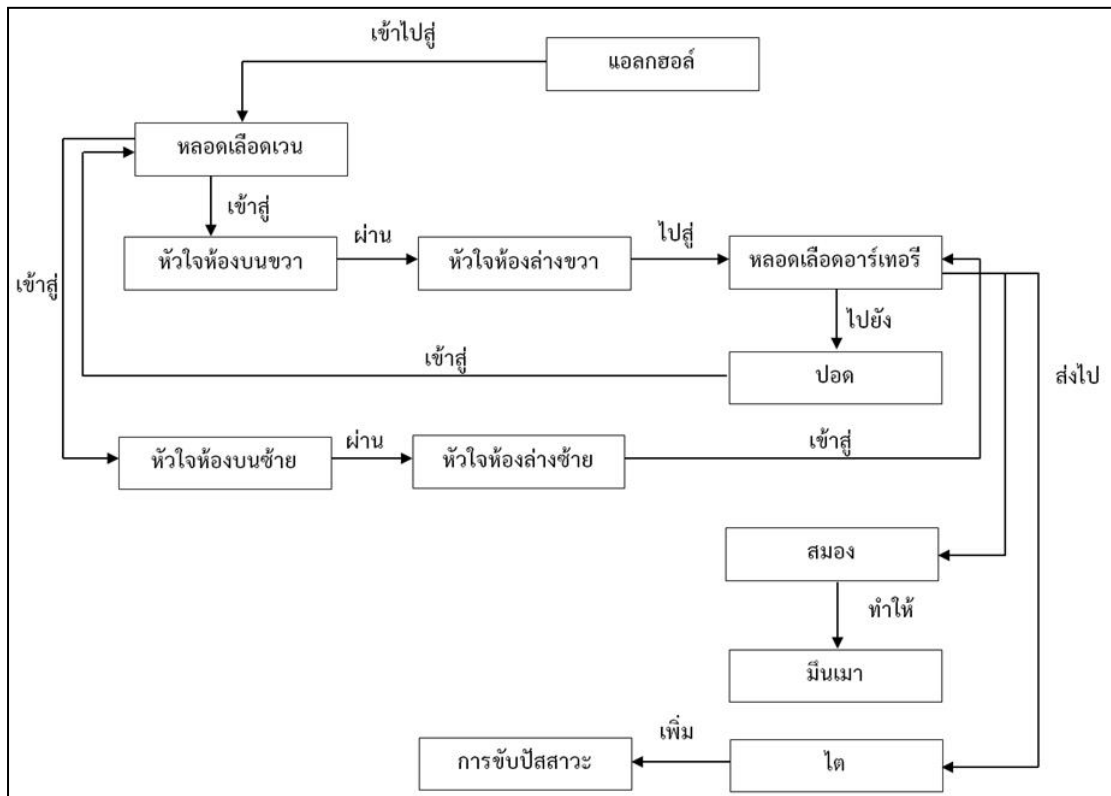 เข้าไปสู่
แอลกฮอล์
หลอดเลือดเวน
เข้าสู่
หัวใจห้องบนขวา
ผ่าน
หัวใจห้องล่างขวา
ไปสู่
หลอดเลือดอาร์เทอรี
เข้าสู่
ไปยัง
เข้าสู่
ปอด
ส่งไป
หัวใจห้องบนซ้าย
ผ่าน
หัวใจห้องล่างซ้าย
เข้าสู่
สมอง
ทำให้
มึนเมา
การขับปัสสาวะ
เพิ่ม
ไต